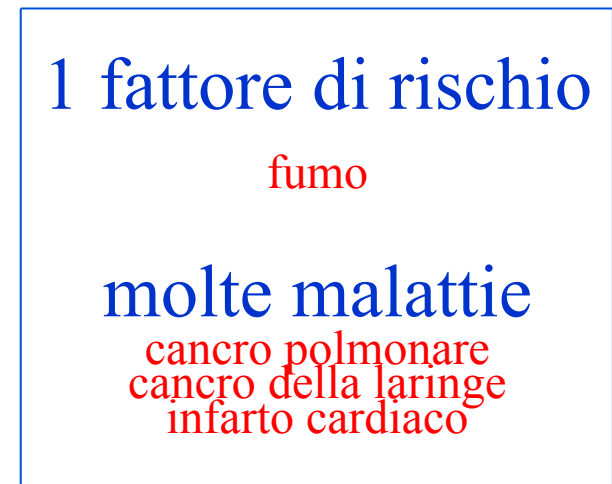 1 fattore di rischio
fumo
molte malattie
cancro polmonare
cancro della laringe
infarto cardiaco